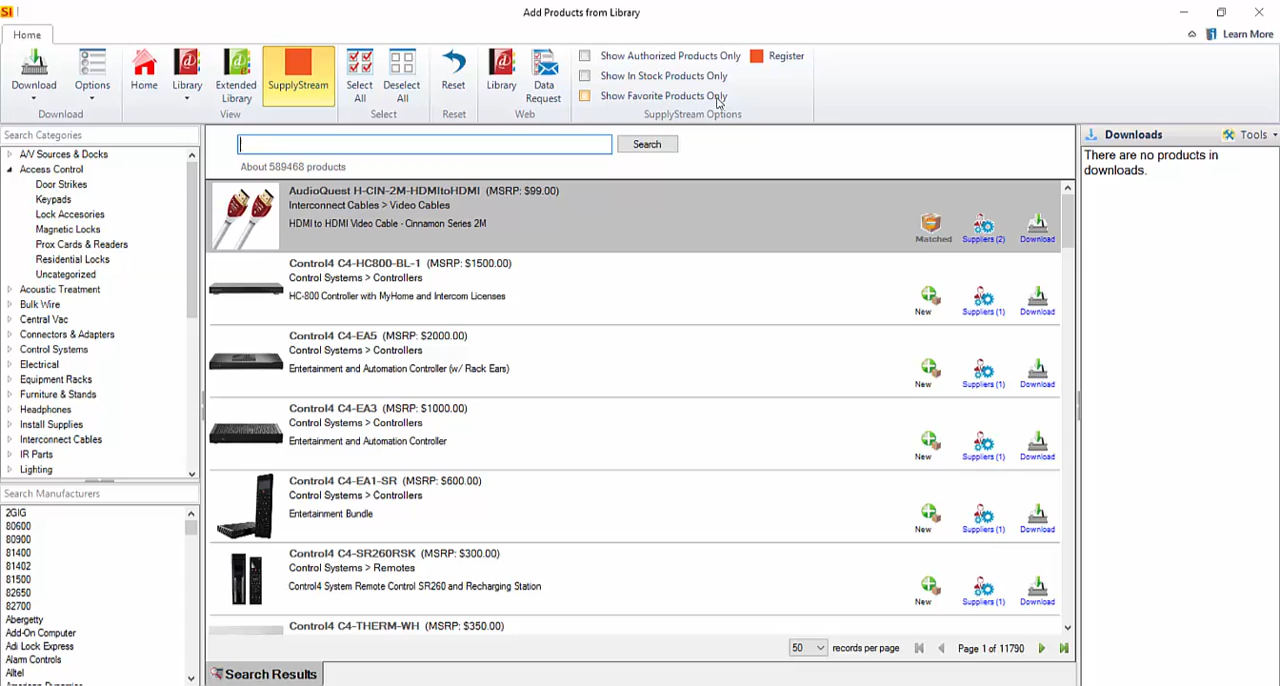 SI
Add Products from Library
Home
Learn More
Download
Options
Home
Library
Extended Library
SupplyStream
Select All
Deselect All
Reset
Library
Data Request
Show Authorized Products Only
Register
Show In Stock Products Only
Show Favorite Products Only
Download
View
Select
Reset
Web
SupplyStream Options
Search Categories
A/V Sources & Docks
Access Control
Door Strikes
Keypads
Lock Accesories
Magnetic Locks
Prox Cards & Readers
Residential Locks
Uncategorized
Acoustic Treatment
Bulk Wire
Central Vac
Connectors & Adapters
Control Systems
Electrical
Equipment Racks
Furniture & Stands
Headphones
Install Supplies
Interconnect Cables
IR Parts
Lighting
Search Manufacturers
2GIG
80600
80900
81400
81402
81500
82650
82700
Abergetty
Add-On Computer
Adi Lock Express
Alarm Controls
Altel
American Dynamics
Search
About 589468 products
AudioQuest H-CIN-2M-HDMItoHDMI (MSRP: $99.00)
Interconnect Cables > Video Cables
HDMI to HDMI Video Cable - Cinnamon Series 2M
Matched
Suppliers (2)
Download
Control4 C4-HC800-BL-1 (MSRP: $1500.00)
Control Systems > Controllers
HC-800 Controller with MyHome and Intercom Licenses
New
Suppliers (1)
Download
Control4 C4-EA5 (MSRP: $2000.00)
Control Systems > Controllers
Entertainment and Automation Controller (w/ Rack Ears)
New
Suppliers (1)
Download
Control4 C4-EA3 (MSRP: $1000.00)
Control Systems > Controllers
Entertainment and Automation Controller
New
Suppliers (1)
Download
Control4 C4-EA1-SR (MSRP: $600.00)
Control Systems > Controllers
Entertainment Bundle
New
Suppliers (1)
Download
Control4 C4-SR260RSK (MSRP: $300.00)
Control Systems > Remotes
Control4 System Remote Control SR260 and Recharging Station
New
Suppliers (1)
Download
Control4 C4-THERM-WH (MSRP: $350.00)
50 records per page
Page 1 of 11790
Search Results
Downloads
Tools
There are no products in
downloads.